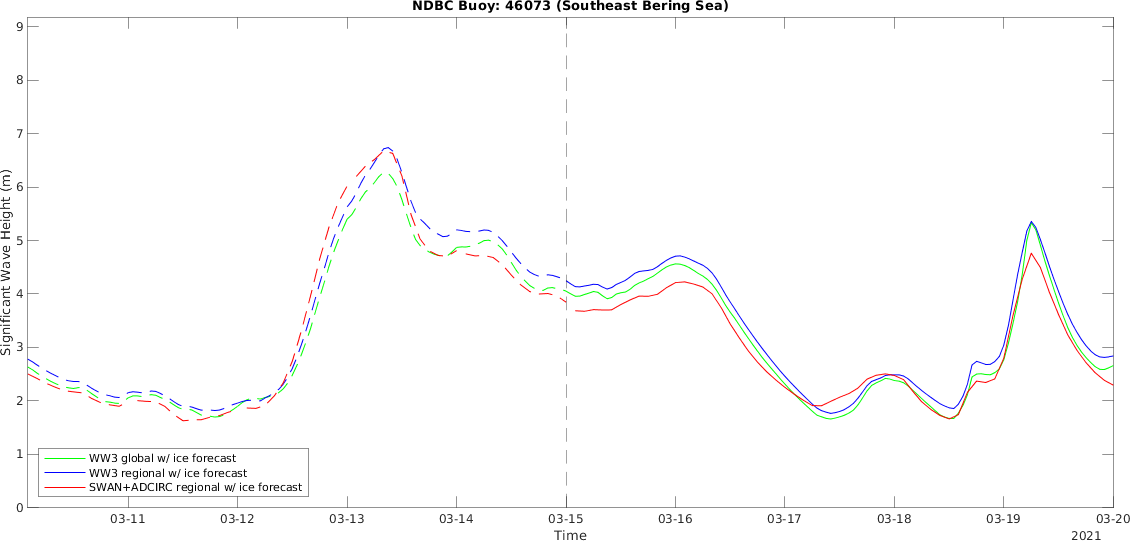 NDBC Buoy: 46073 (Southeast Bering Sea)
9
8
7
6
5
4
3
2
1
0
Significant Wave Height (m)
WW3 global w/ ice forecast
WW3 regional w/ ice forecast
SWAN+ADCIRC regional w/ ice forecast
03-11 03-12 03-13 03-14 03-15 03-16 03-17 03-18 03-19 03-20
Time
2021